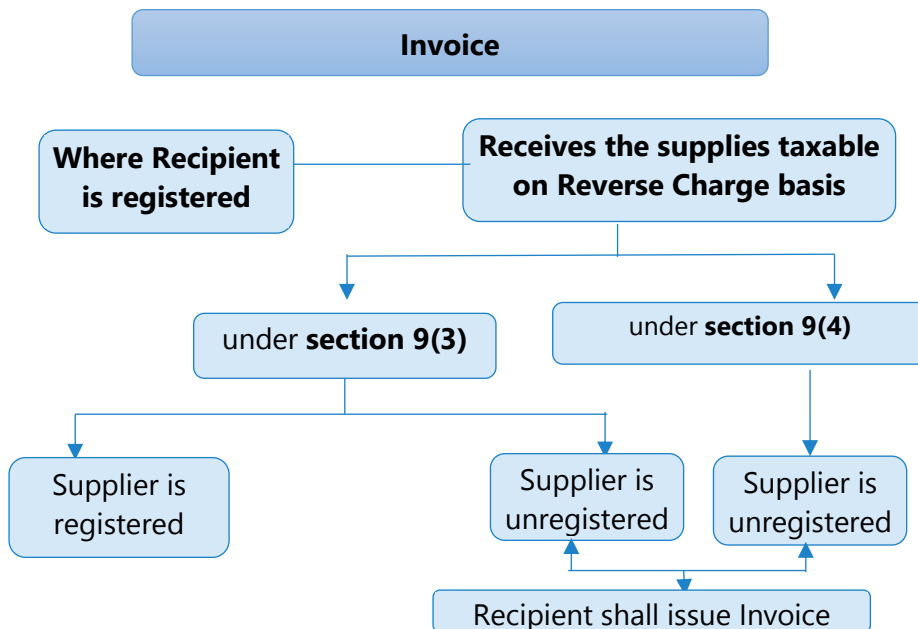 Invoice
Where Recipient
is registered
Receives the supplies taxable
on Reverse Charge basis
under section 9(3)
under section 9(4)
Supplier is
registered
Supplier is
unregistered
Supplier is
unregistered
Recipient shall issue Invoice